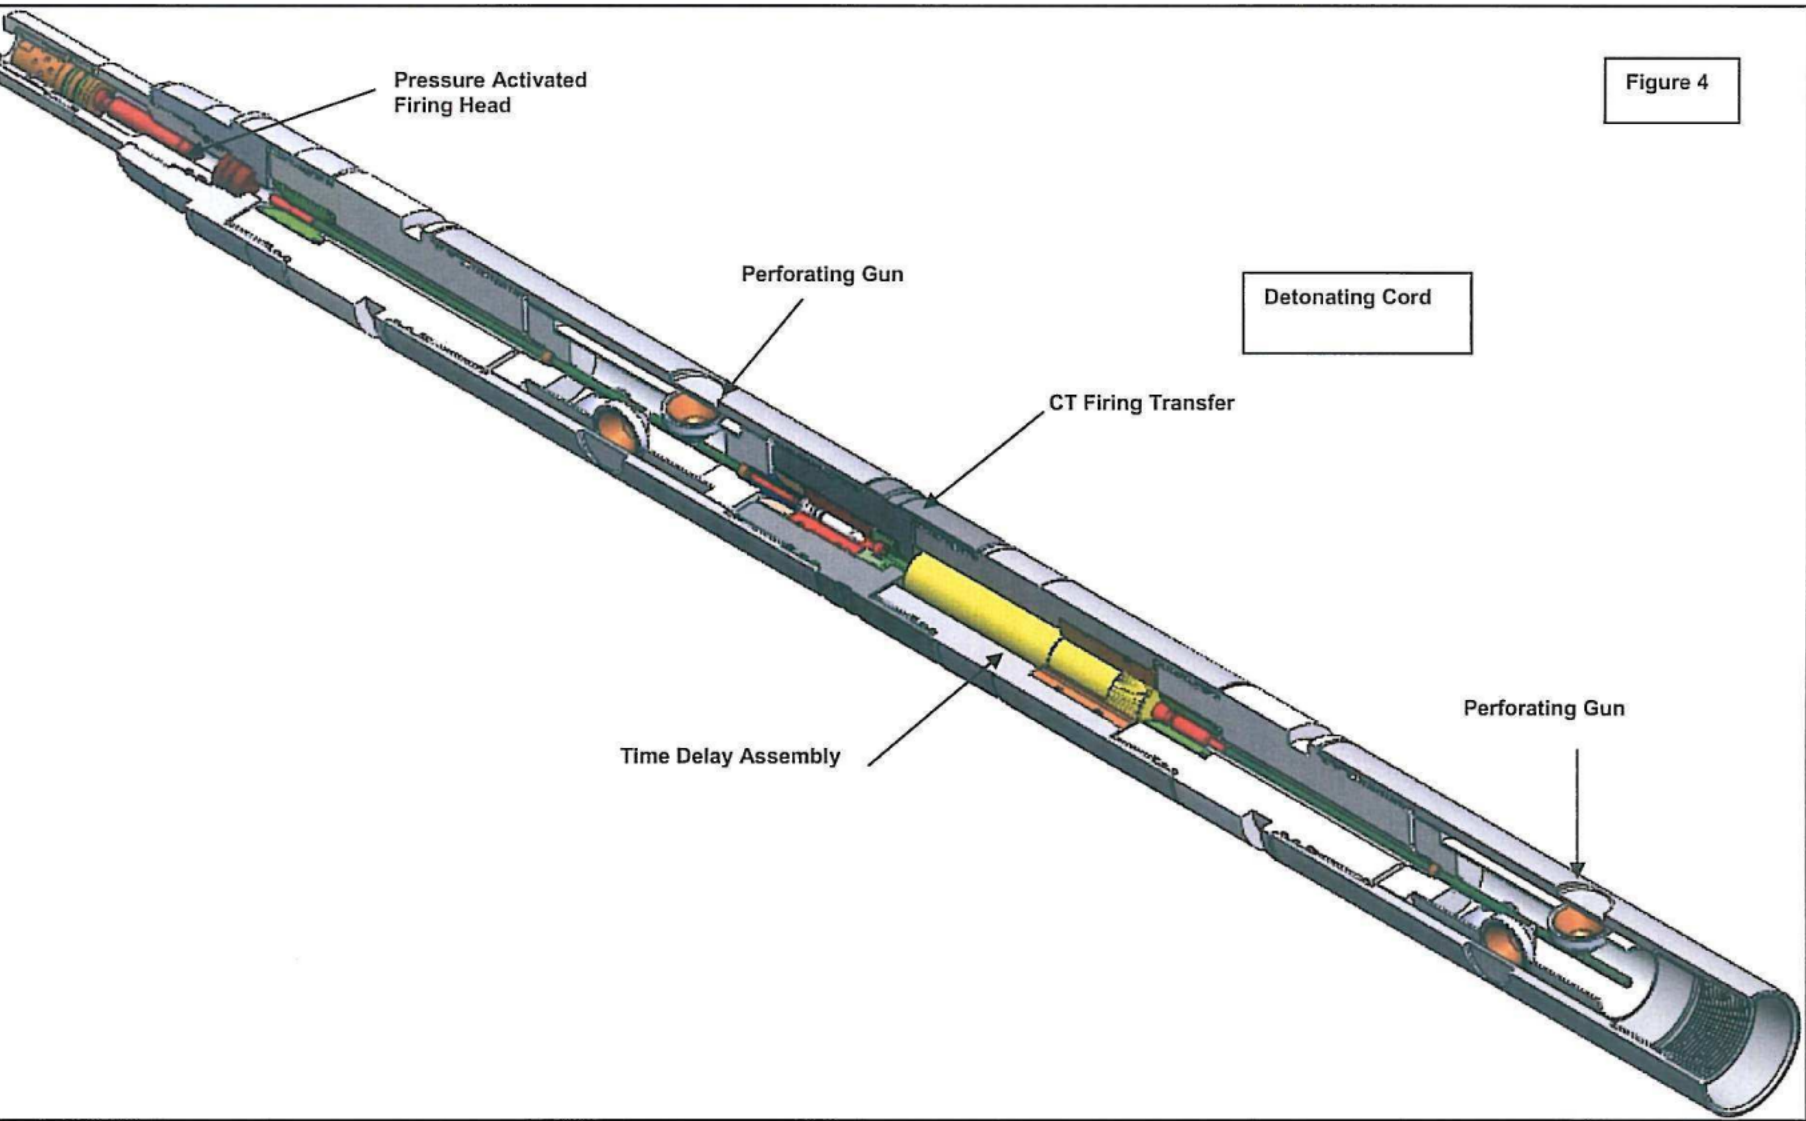 Pressure Activated
Firing Head
Figure 4
Perforating Gun
Detonating Cord
CT Firing Transfer
Perforating Gun
Time Delay Assembly